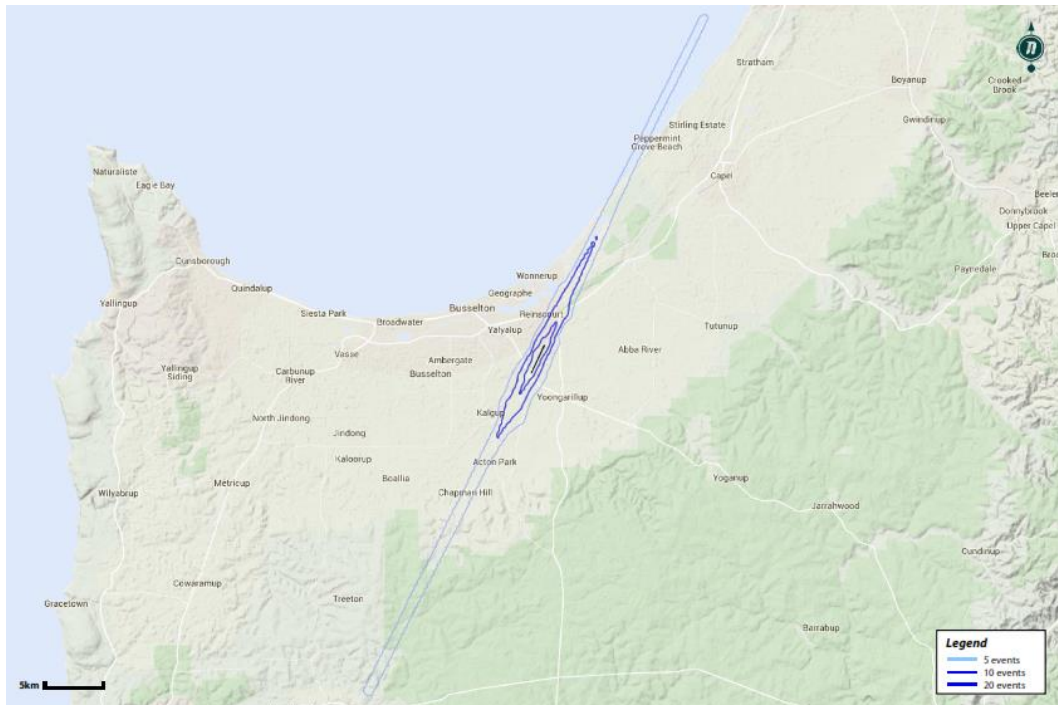 n
Stratham
Boyanup
Crooked
Brook
Gwindinup
Stirling Estate
Peppermint
Grove Beach
Naturaliste
Eagle Bay
Capel
Beeler
Donnybrook
Upper Capel
Bro
Dunsborough
Wonnerup
Paynedale
Quindalup
Geographe
Yallingup
Busselton
Siesta Park
Reinscourt
Broadwater
Yalyalup
Tutunup
Vasse
Ambergate
Abba River
Yallingup
Siding
Carbunup
River
Busselton
Yoongarillup
North Jindong
Kalgup
Jindong
Kaloorup
Acton Park
Metricup
Boallia
Yoganup
Wilyabrup
Chapman Hill
Jarrahwood
Cundinup
Cowaramup
Gracetown
Treeton
Barrabup
Legend
5 events
10 events
20 events
5km